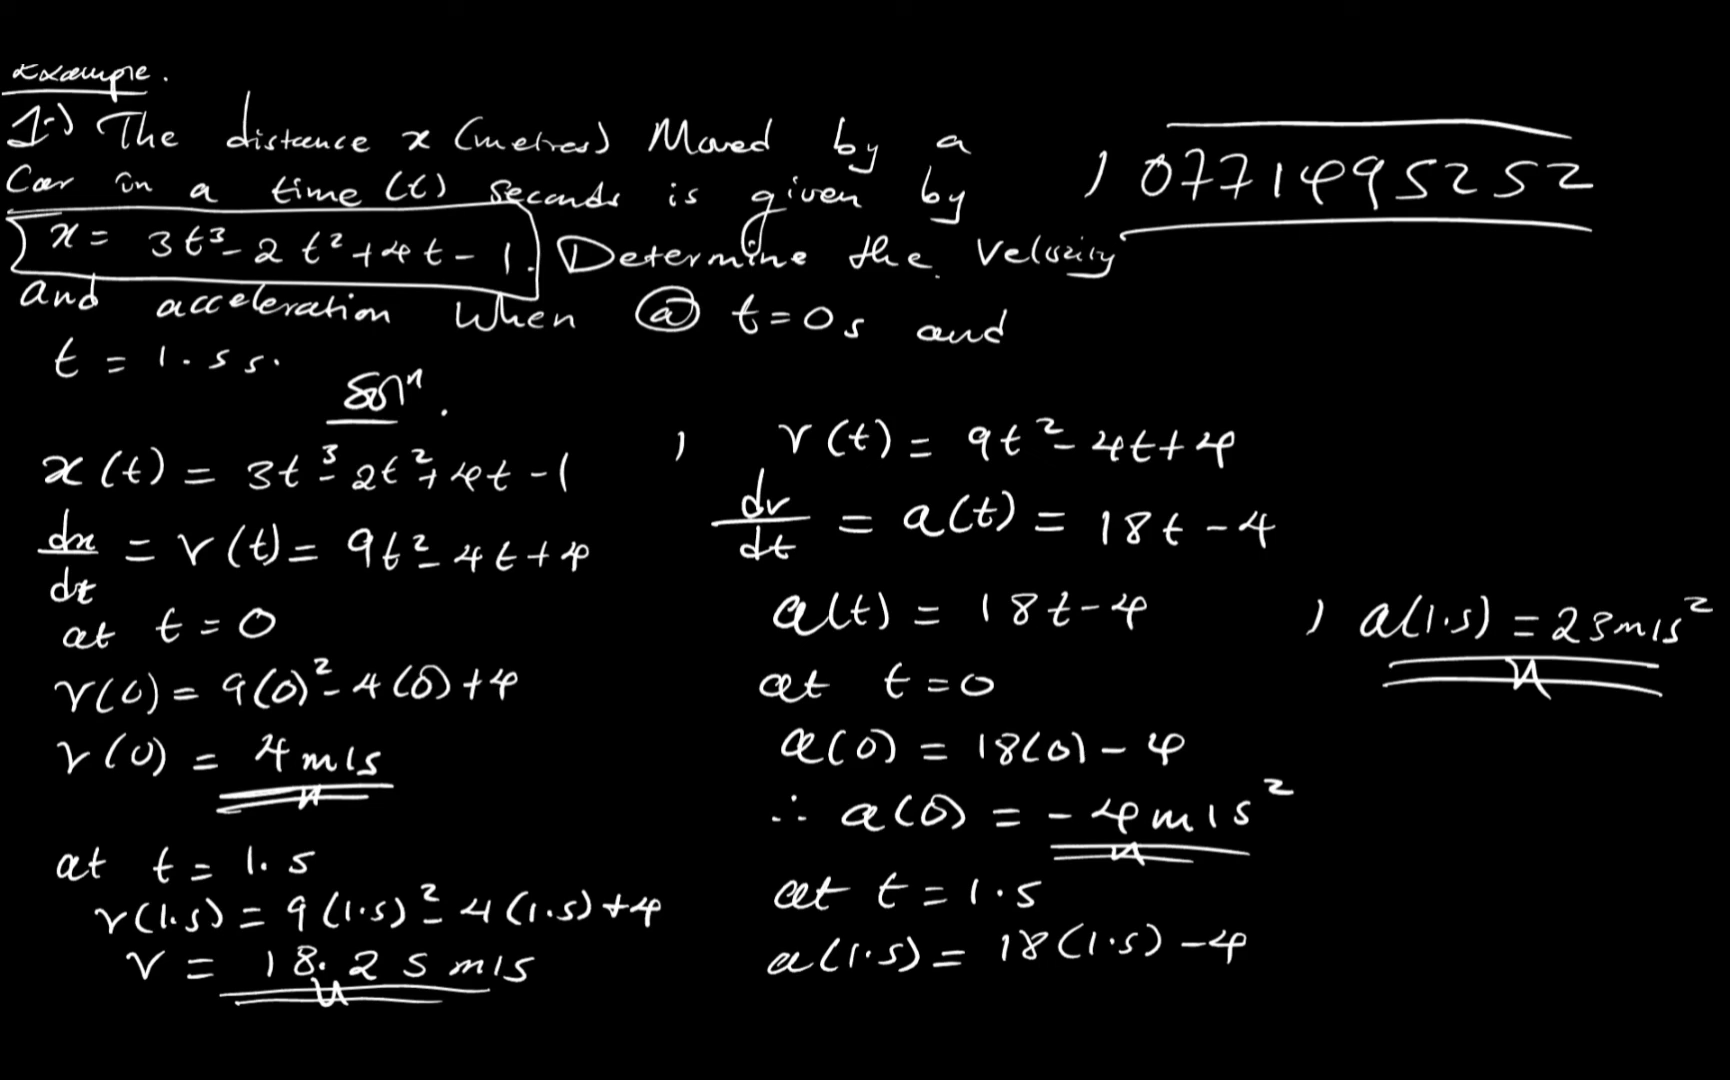 Example.
1.) The distance x (metres) Moved by a
Car in a time (t) seconds is given by
x = 3t³ - 2t² + 4t - 1. Determine the Velocity
and acceleration when ⓐ t = 0s and
t = 1.5s.
) 0771495252
Solⁿ.
x(t) = 3t³ - 2t² + 4t - 1
dx/dt = v(t) = 9t² - 4t + 4
at t = 0
v(0) = 9(0)² - 4(0) + 4
v(0) = 4m/s
at t = 1.5
v(1.5) = 9(1.5)² - 4(1.5) + 4
v = 18.25m/s
, v(t) = 9t² - 4t + 4
dv/dt = a(t) = 18t - 4
a(t) = 18t - 4
at t = 0
a(0) = 18(0) - 4
∴ a(0) = -4m/s²
at t = 1.5
a(1.5) = 18(1.5) - 4
) a(1.5) = 23m/s²